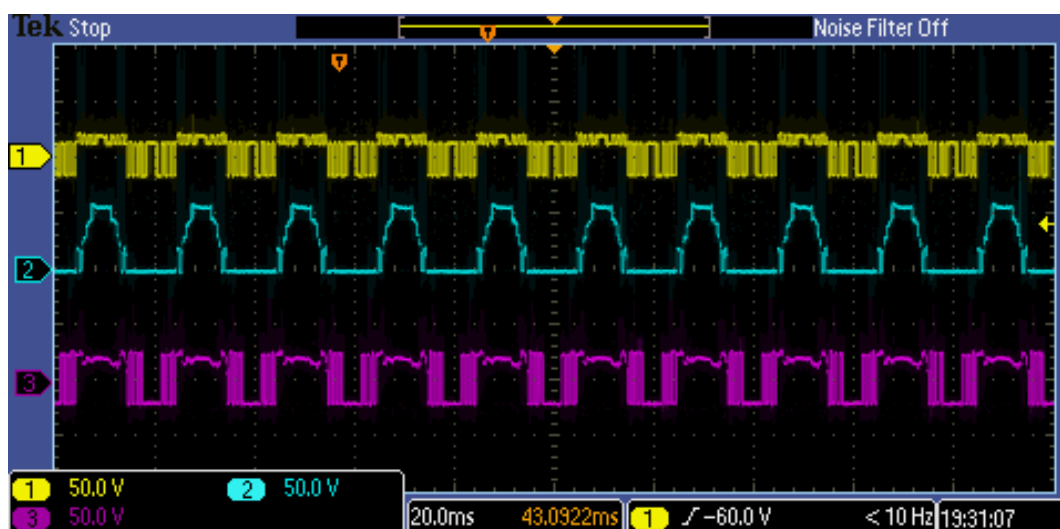 Tek Stop
Noise Filter Off
T
T
1
2
3
1 50.0 V 2 50.0 V
3 50.0 V
20.0ms 43.0922ms 1 ∫ −60.0 V < 10 Hz 19:31:07